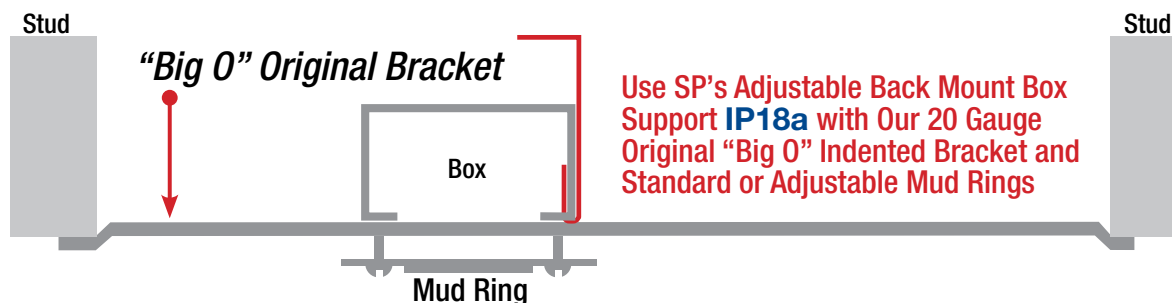 Stud
Stud
“Big O” Original Bracket
Use SP’s Adjustable Back Mount Box
Support IP18a with Our 20 Gauge
Original “Big O” Indented Bracket and
Standard or Adjustable Mud Rings
Box
Mud Ring